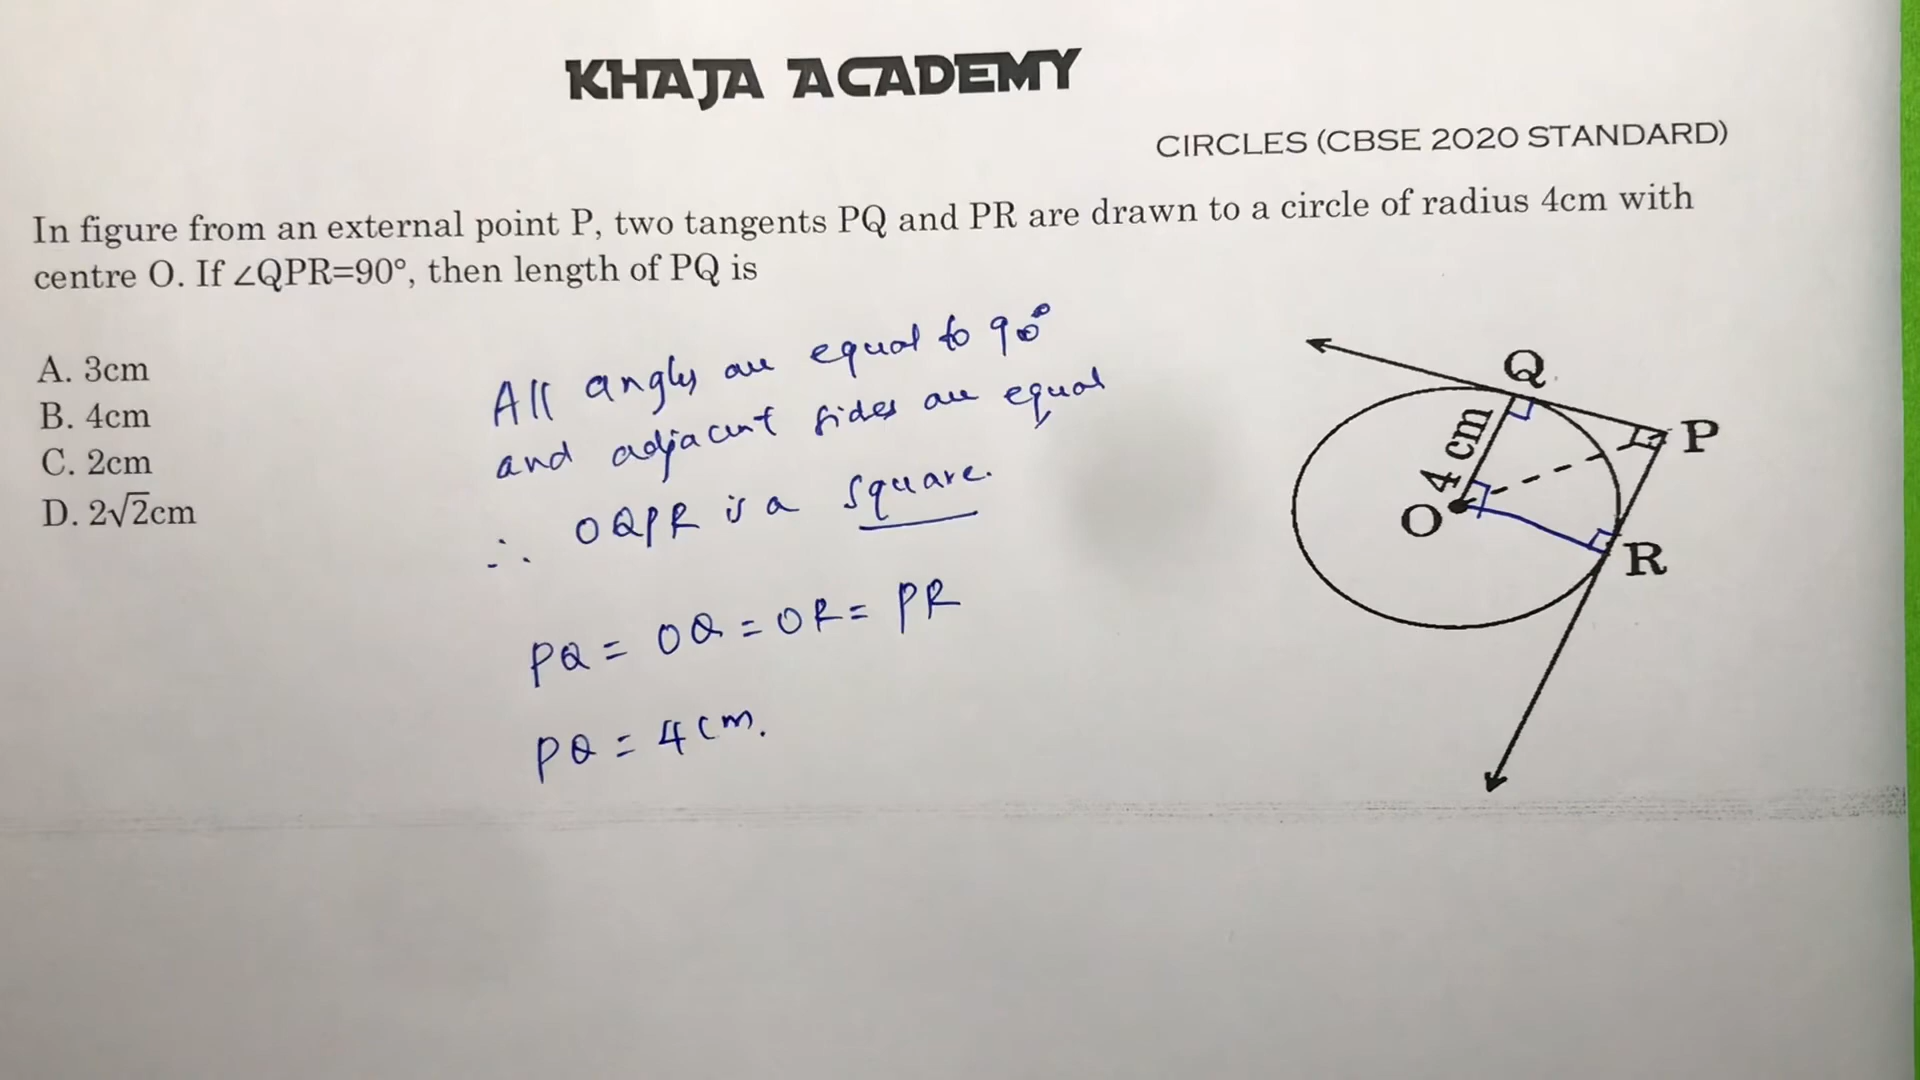 KHAJA ACADEMY
CIRCLES (CBSE 2020 STANDARD)
In figure from an external point P, two tangents PQ and PR are drawn to a circle of radius 4cm with
centre O. If ∠QPR=90°, then length of PQ is
A. 3cm
B. 4cm
C. 2cm
D. 2√2cm
All angles are equal to 90°
and adjacent sides are equal
∴ OQPR is a square.
PQ = OQ = OR = PR
PQ = 4cm.
Q
4 cm
P
O
R